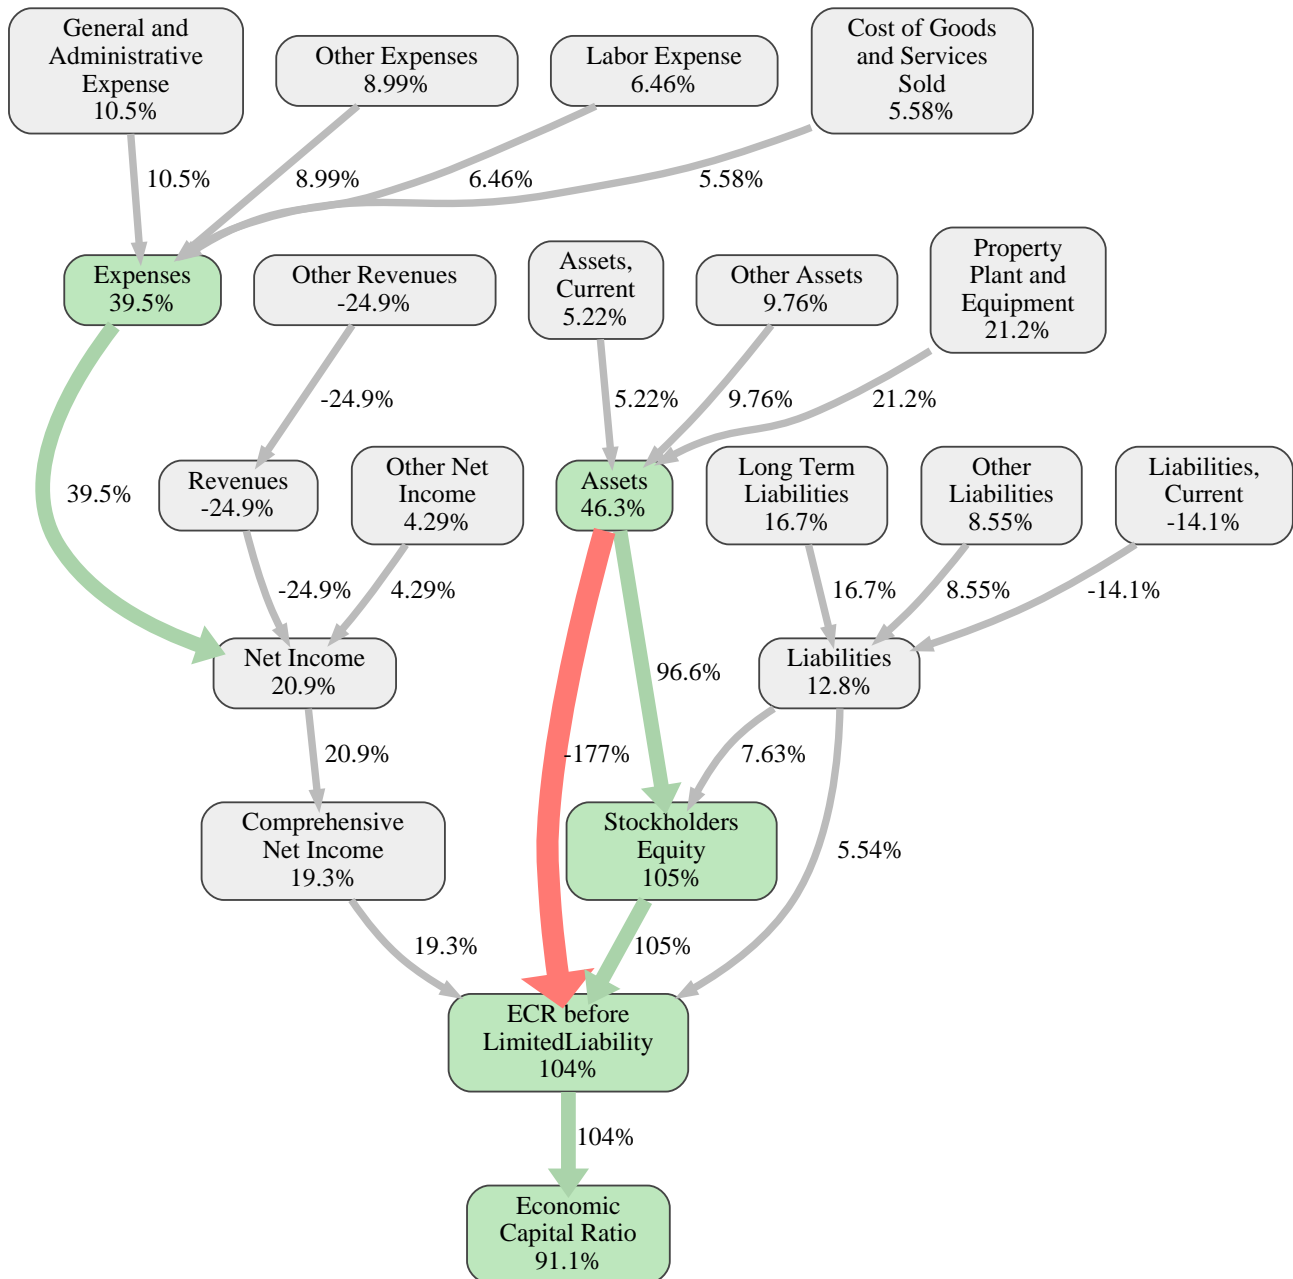 General and
Administrative
Expense
10.5%
Other Expenses
8.99%
Labor Expense
6.46%
Cost of Goods
and Services
Sold
5.58%
10.5%
8.99%
6.46%
5.58%
Expenses
39.5%
Other Revenues
-24.9%
Assets,
Current
5.22%
Other Assets
9.76%
Property
Plant and
Equipment
21.2%
-24.9%
5.22%
9.76%
21.2%
39.5%
Revenues
-24.9%
Other Net
Income
4.29%
Assets
46.3%
Long Term
Liabilities
16.7%
Other
Liabilities
8.55%
Liabilities,
Current
-14.1%
-24.9%
4.29%
16.7%
8.55%
-14.1%
Net Income
20.9%
96.6%
Liabilities
12.8%
20.9%
-177%
7.63%
Comprehensive
Net Income
19.3%
Stockholders
Equity
105%
5.54%
19.3%
105%
ECR before
LimitedLiability
104%
104%
Economic
Capital Ratio
91.1%